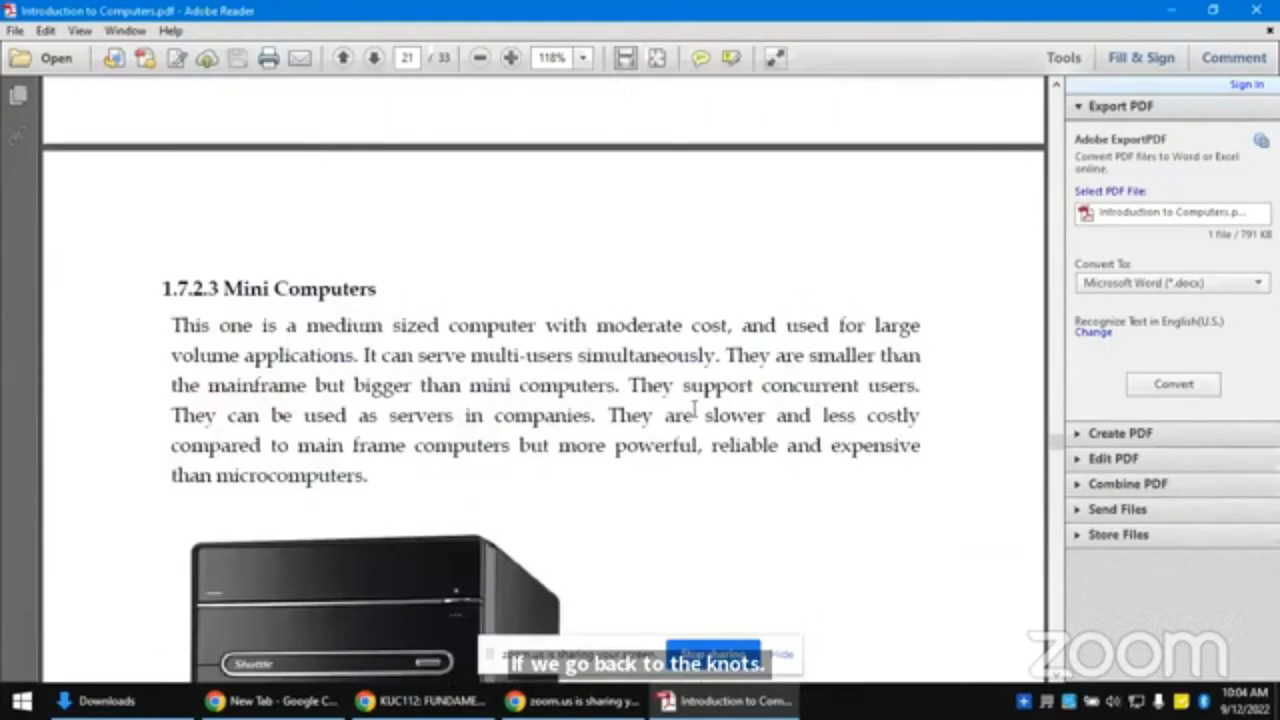 Introduction to Computers.pdf - Adobe Reader
File Edit View Window Help
Open 21 / 33 118% Tools Fill & Sign Comment
Sign In
Export PDF
Adobe ExportPDF
Convert PDF files to Word or Excel
online.
Select PDF File:
Introduction to Computers.p...
1 file / 791 KB
Convert To:
Microsoft Word (*.docx)
Recognize Text in English(U.S.)
Change
Convert
Create PDF
Edit PDF
Combine PDF
Send Files
Store Files
1.7.2.3 Mini Computers
This one is a medium sized computer with moderate cost, and used for large
volume applications. It can serve multi-users simultaneously. They are smaller than
the mainframe but bigger than mini computers. They support concurrent users.
They can be used as servers in companies. They are slower and less costly
compared to main frame computers but more powerful, reliable and expensive
than microcomputers.
Shuttle
zoom.us is sharing your screen. Stop sharing Hide
If we go back to the knots.
zoom
Downloads New Tab - Google C... KUC112: FUNDAME... zoom.us is sharing y... Introduction to Com...
10:04 AM
9/12/2022